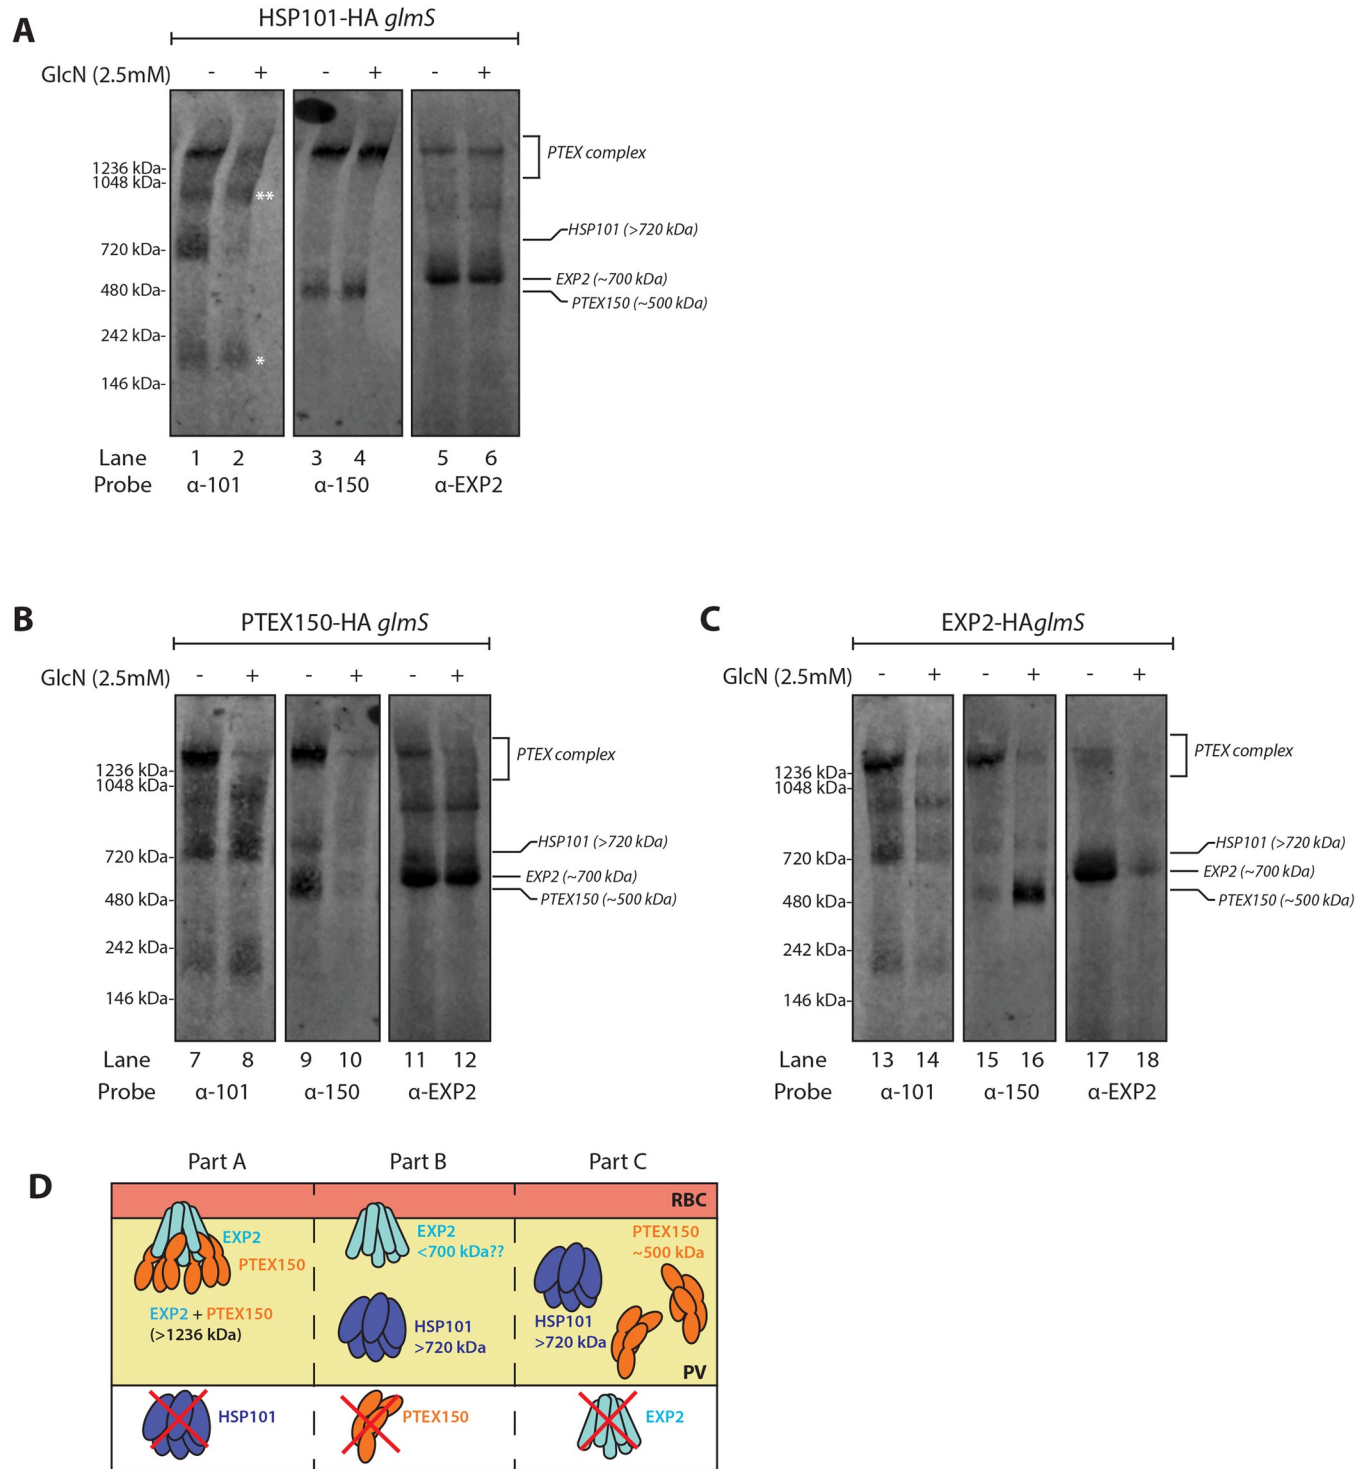 A
HSP101-HA glmS
GlcN (2.5mM) - + - + - +
1236 kDa-
1048 kDa-
720 kDa-
480 kDa-
242 kDa-
146 kDa-
**
*
PTEX complex
HSP101 (>720 kDa)
EXP2 (~700 kDa)
PTEX150 (~500 kDa)
Lane 1 2 3 4 5 6
Probe α-101 α-150 α-EXP2
B
PTEX150-HA glmS
GlcN (2.5mM) - + - + - +
1236 kDa-
1048 kDa-
720 kDa-
480 kDa-
242 kDa-
146 kDa-
PTEX complex
HSP101 (>720 kDa)
EXP2 (~700 kDa)
PTEX150 (~500 kDa)
Lane 7 8 9 10 11 12
Probe α-101 α-150 α-EXP2
C
EXP2-HAglmS
GlcN (2.5mM) - + - + - +
1236 kDa-
1048 kDa-
720 kDa-
480 kDa-
242 kDa-
146 kDa-
PTEX complex
HSP101 (>720 kDa)
EXP2 (~700 kDa)
PTEX150 (~500 kDa)
Lane 13 14 15 16 17 18
Probe α-101 α-150 α-EXP2
D
Part A Part B Part C
RBC
EXP2
PTEX150
EXP2 + PTEX150
(>1236 kDa)
HSP101
EXP2
<700 kDa??
HSP101
>720 kDa
PTEX150
PTEX150
~500 kDa
HSP101
>720 kDa
PV
EXP2